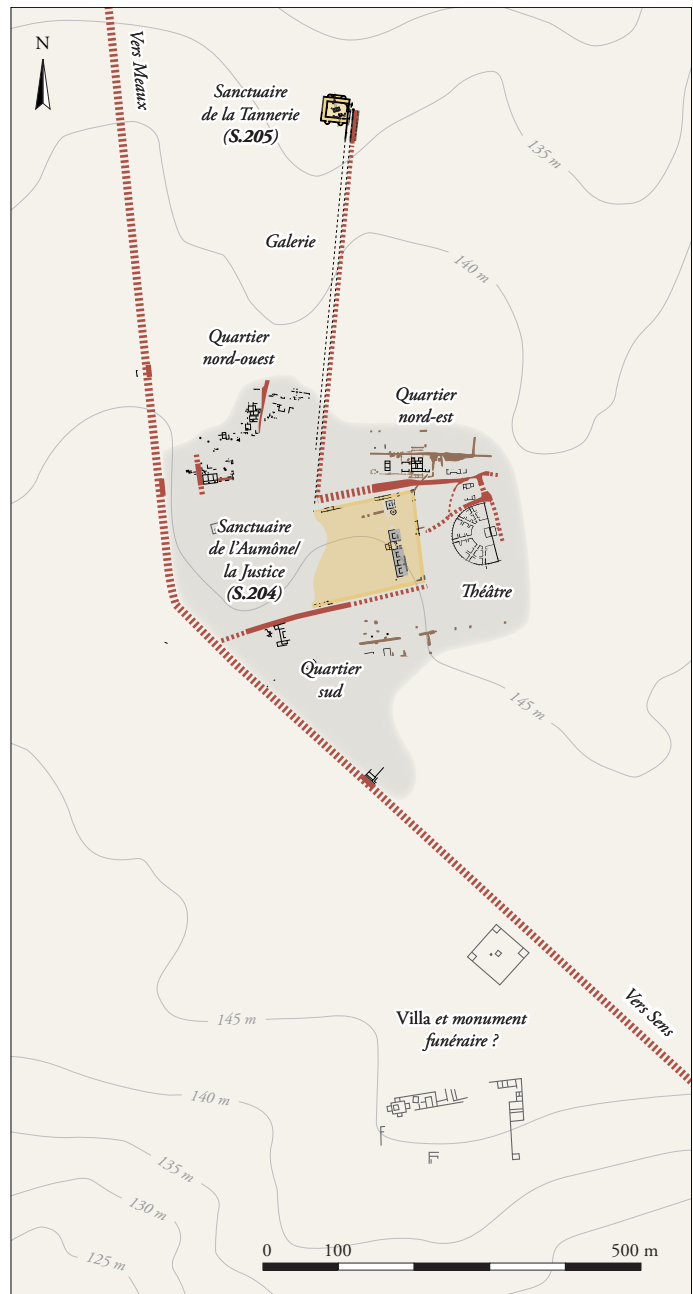 N
Vers Meaux
Sanctuaire
de la Tannerie
(S.205)
135 m
Galerie
140 m
Quartier
nord-ouest
Quartier
nord-est
Sanctuaire
de l'Aumône/
la Justice
(S.204)
Théâtre
Quartier
sud
145 m
Vers Sens
145 m
Villa et monument
funéraire ?
140 m
135 m
130 m
125 m
0 100 500 m